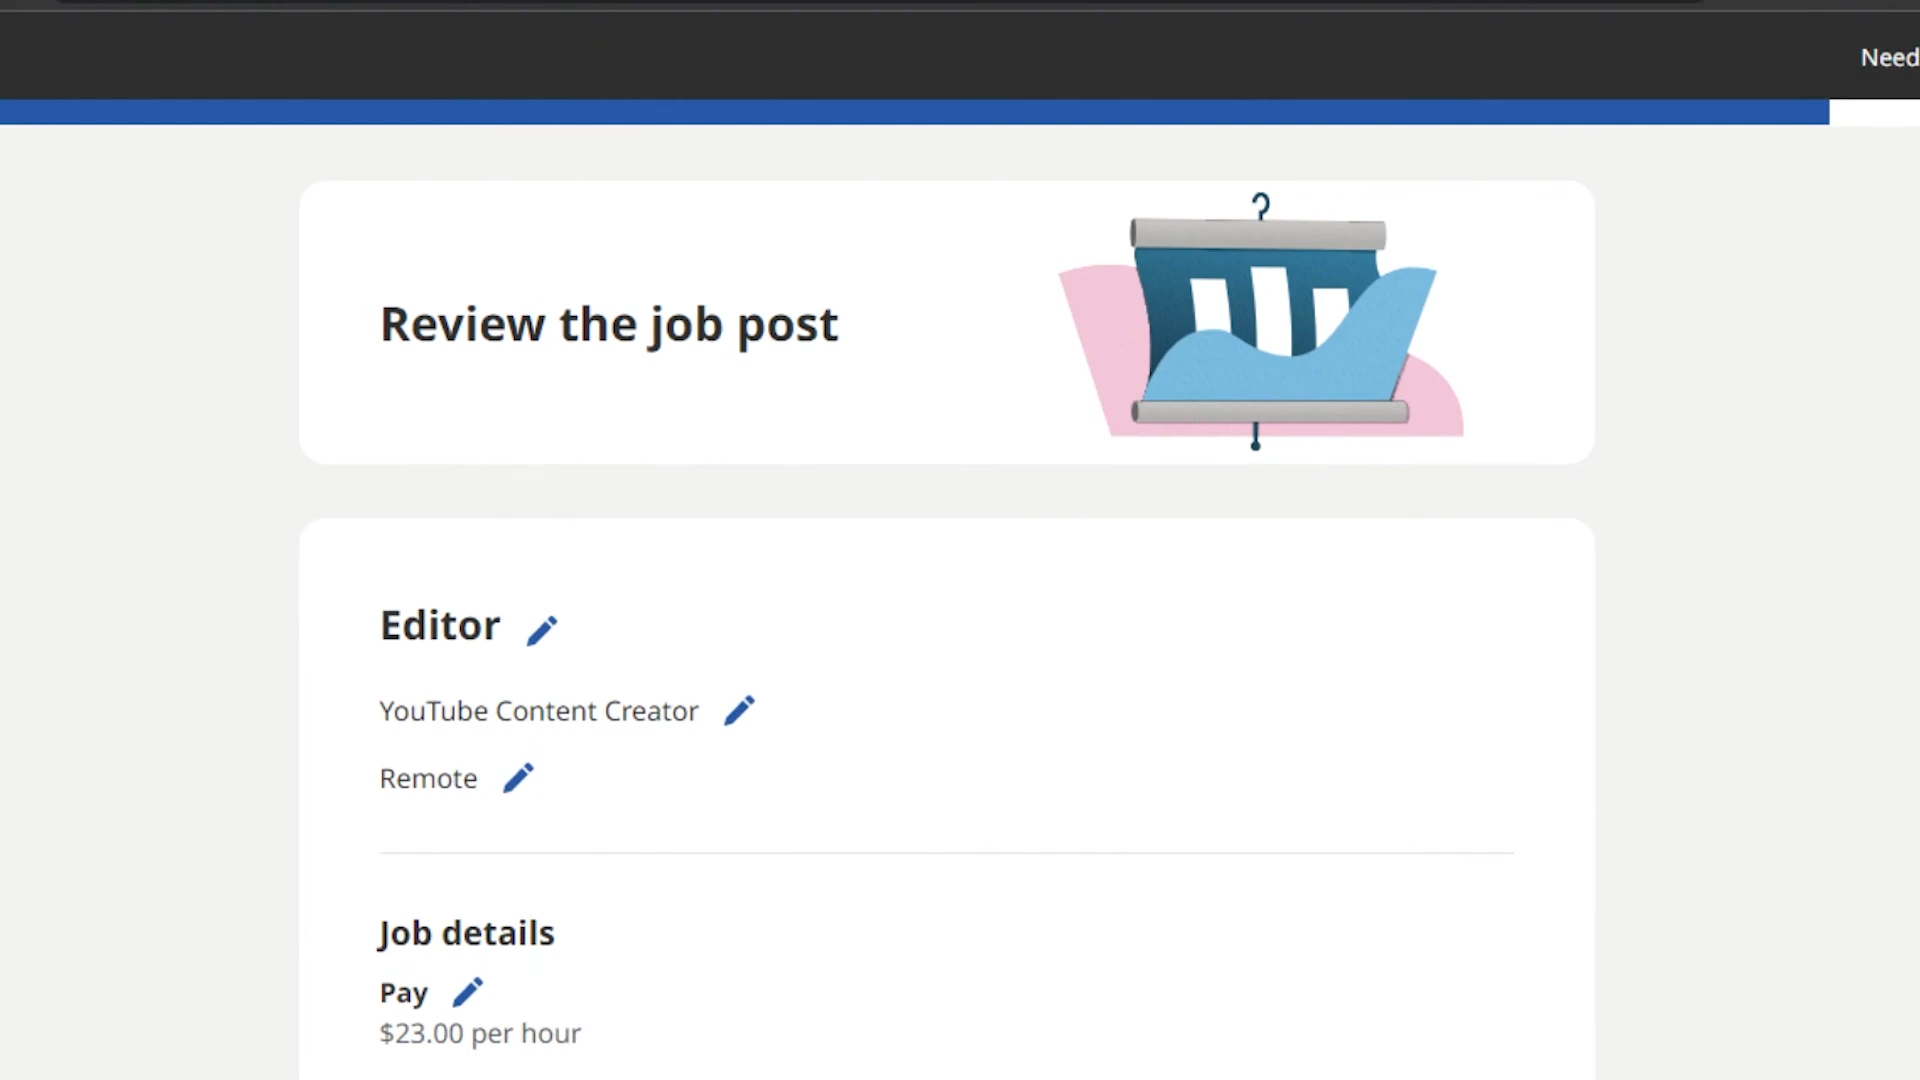 Need
Review the job post
Editor
YouTube Content Creator
Remote
Job details
Pay
$23.00 per hour